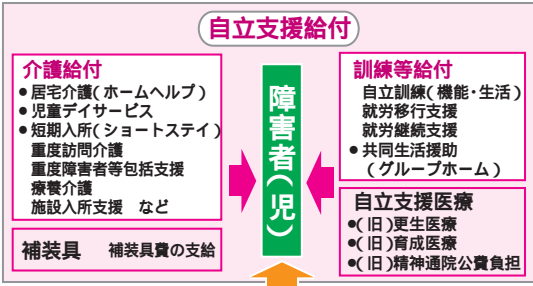 自立支援給付
介護給付
●居宅介護(ホームヘルプ)
●児童デイサービス
●短期入所(ショートステイ)
重度訪問介護
重度障害者等包括支援
療養介護
施設入所支援 など
補装具 補装具費の支給
障害者(児)
訓練等給付
自立訓練(機能・生活)
就労移行支援
就労継続支援
●共同生活援助
(グループホーム)
自立支援医療
●(旧)更生医療
●(旧)育成医療
●(旧)精神通院公費負担